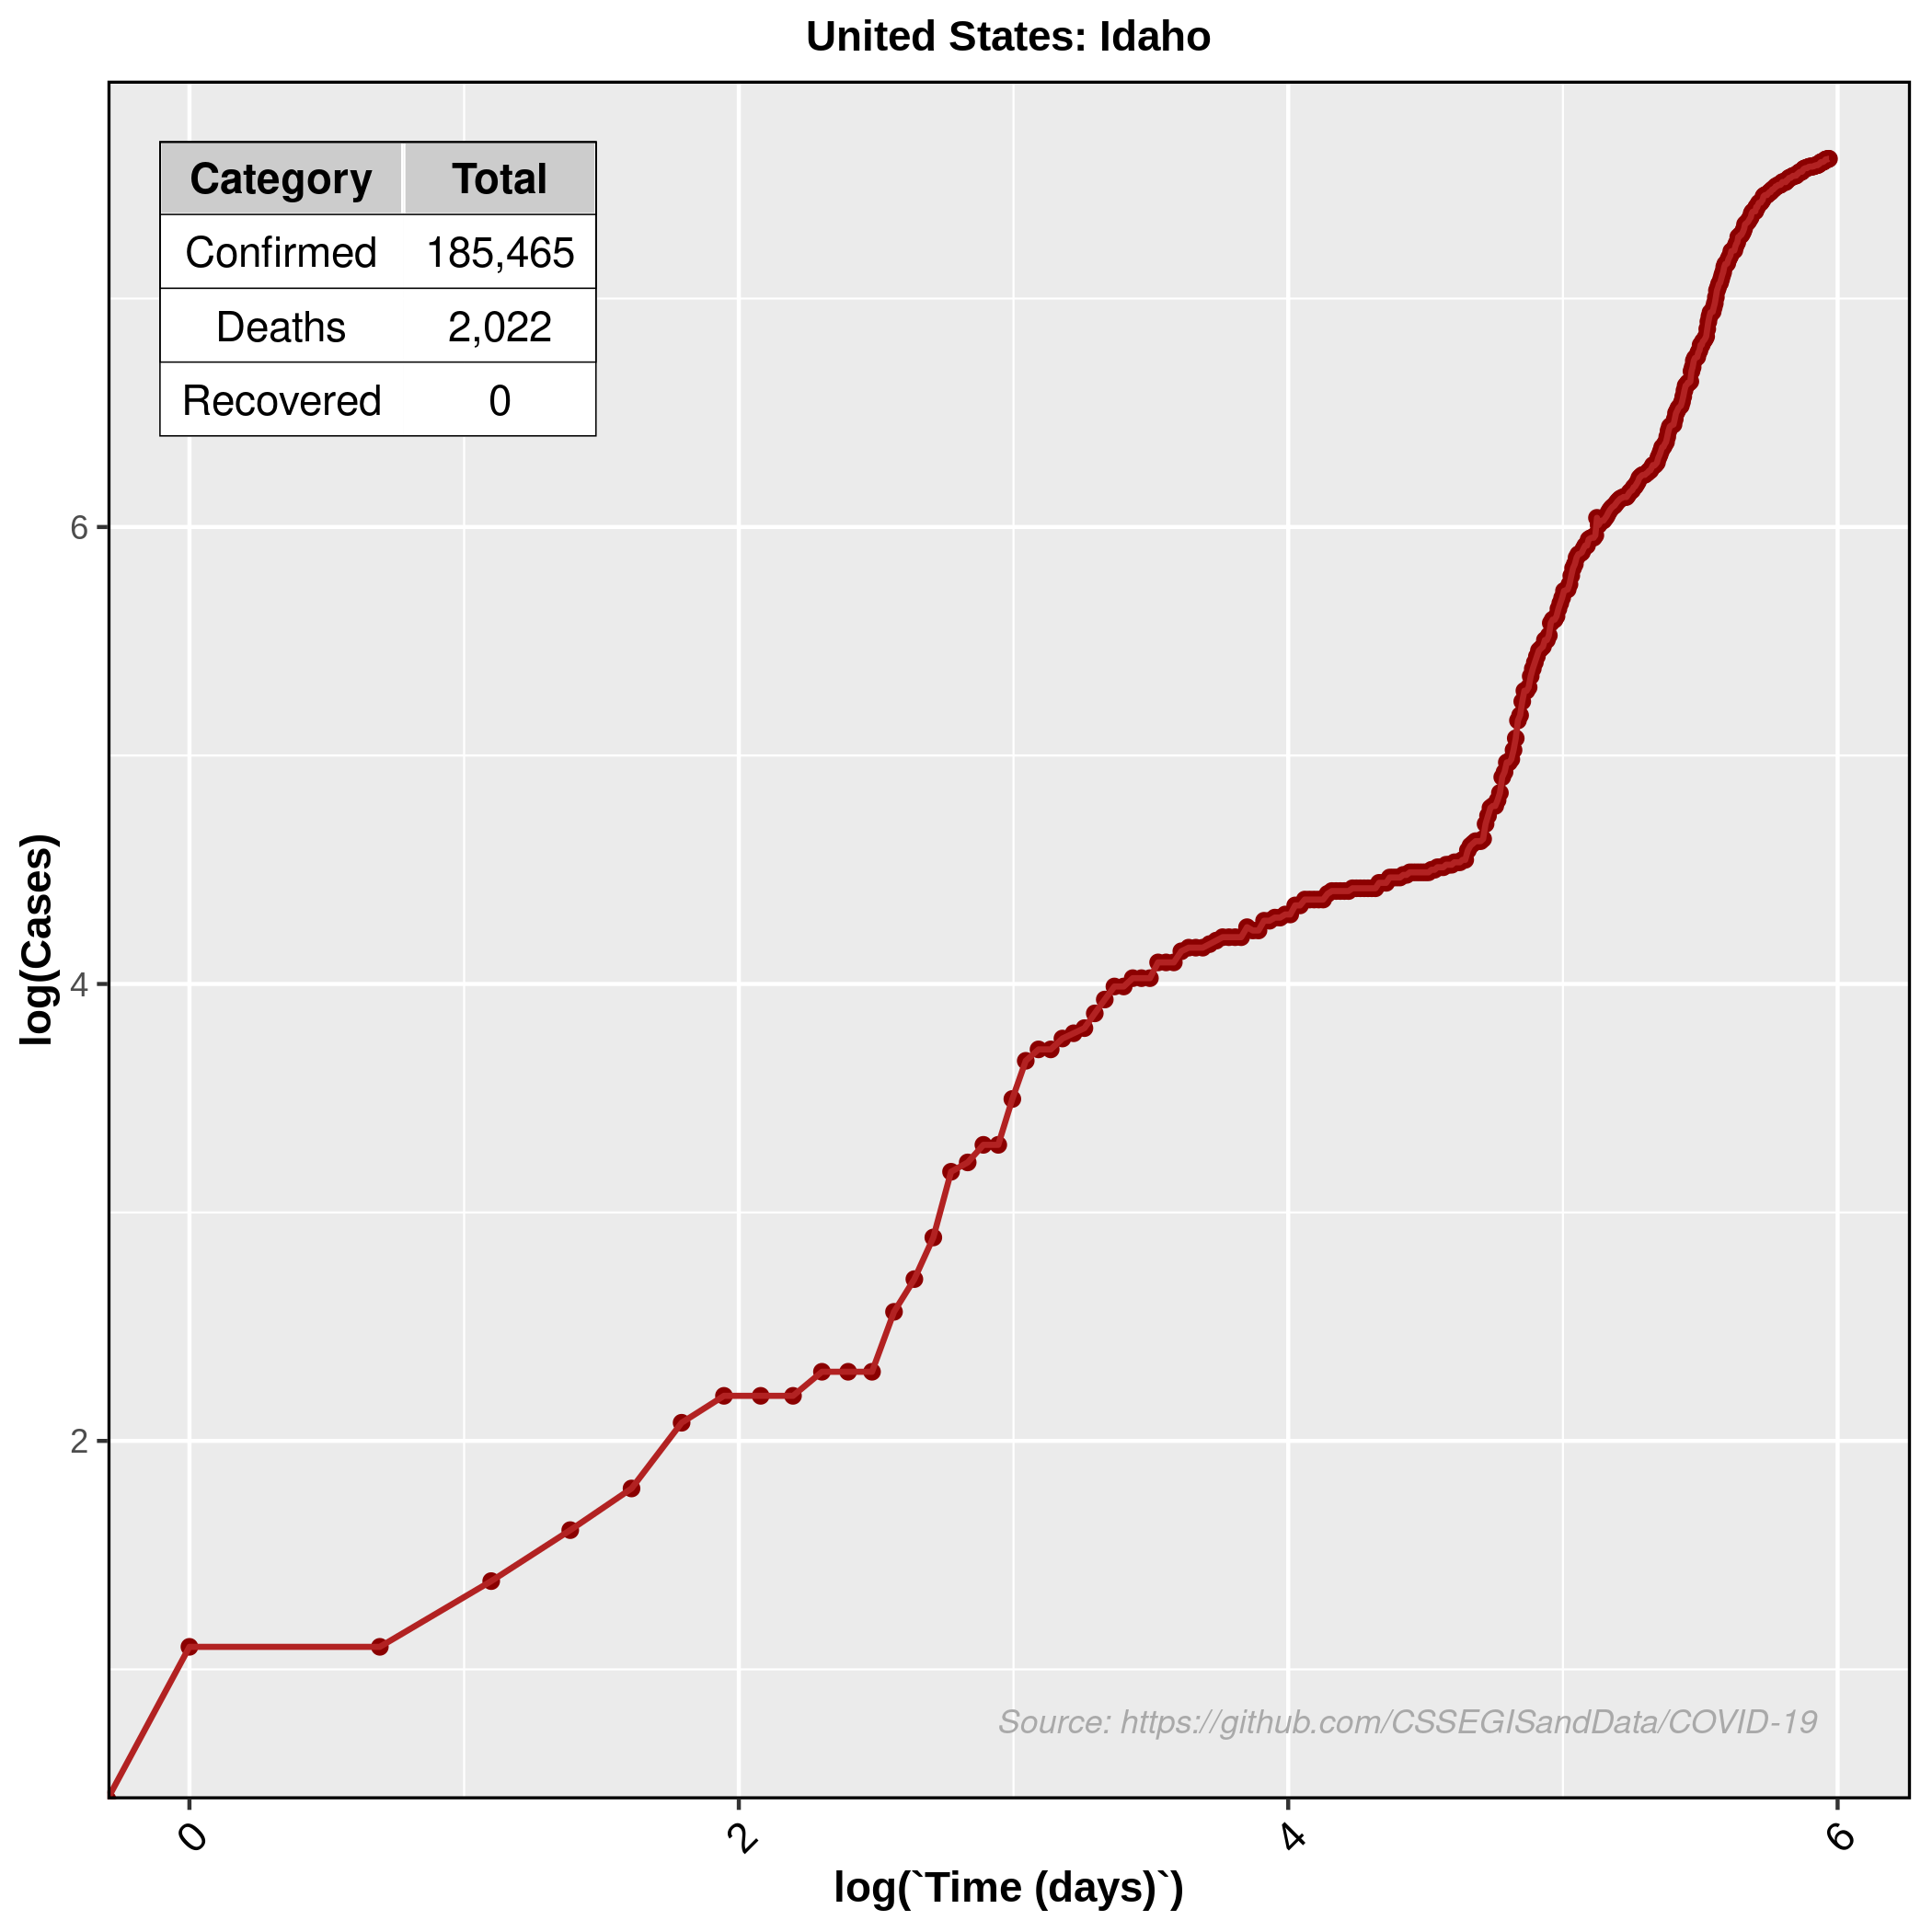 United States: Idaho
Category Total
Confirmed 185,465
Deaths 2,022
Recovered 0
6
4
2
log(Cases)
Source: https://github.com/CSSEGISandData/COVID-19
0 2 4 6
log(`Time (days)`)